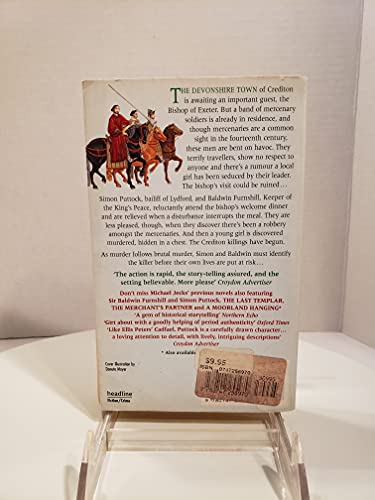 THE DEVONSHIRE TOWN of Crediton
is awaiting an important guest, the
Bishop of Exeter. But a band of mercenary
soldiers is already in residence, and
though mercenaries are a common
sight in the fourteenth century,
these men are bent on havoc. They
terrify travellers, show no respect to
anyone and there's a rumour a local
girl has been seduced by their leader.
The bishop's visit could be ruined...
Simon Puttock, bailiff of Lydford, and Baldwin Furnshill, Keeper of
the King's Peace, reluctantly attend the bishop's welcome dinner
and are relieved when a disturbance interrupts the meal. They are
less pleased, though, when they discover there's been a robbery
amongst the mercenaries. And then a young girl is discovered
murdered, hidden in a chest. The Crediton killings have begun.
As murder follows brutal murder, Simon and Baldwin must identify
the killer before their own lives are put at risk...
'The action is rapid, the story-telling assured, and the
setting believable. More please' Croydon Advertiser
Don't miss Michael Jecks' previous novels also featuring
Sir Baldwin Furnshill and Simon Puttock, THE LAST TEMPLAR,
THE MERCHANT'S PARTNER and A MOORLAND HANGING*
'A gem of historical storytelling' Northern Echo
'Girt about with a goodly helping of period authenticity' Oxford Times
'Like Ellis Peters' Cadfael, Puttock is carefully drawn character...
a loving attention to detail, with lively, intriguing descriptions'
Croydon Advertiser
* Also available
Cover illustration by
headline
Fiction/Crime